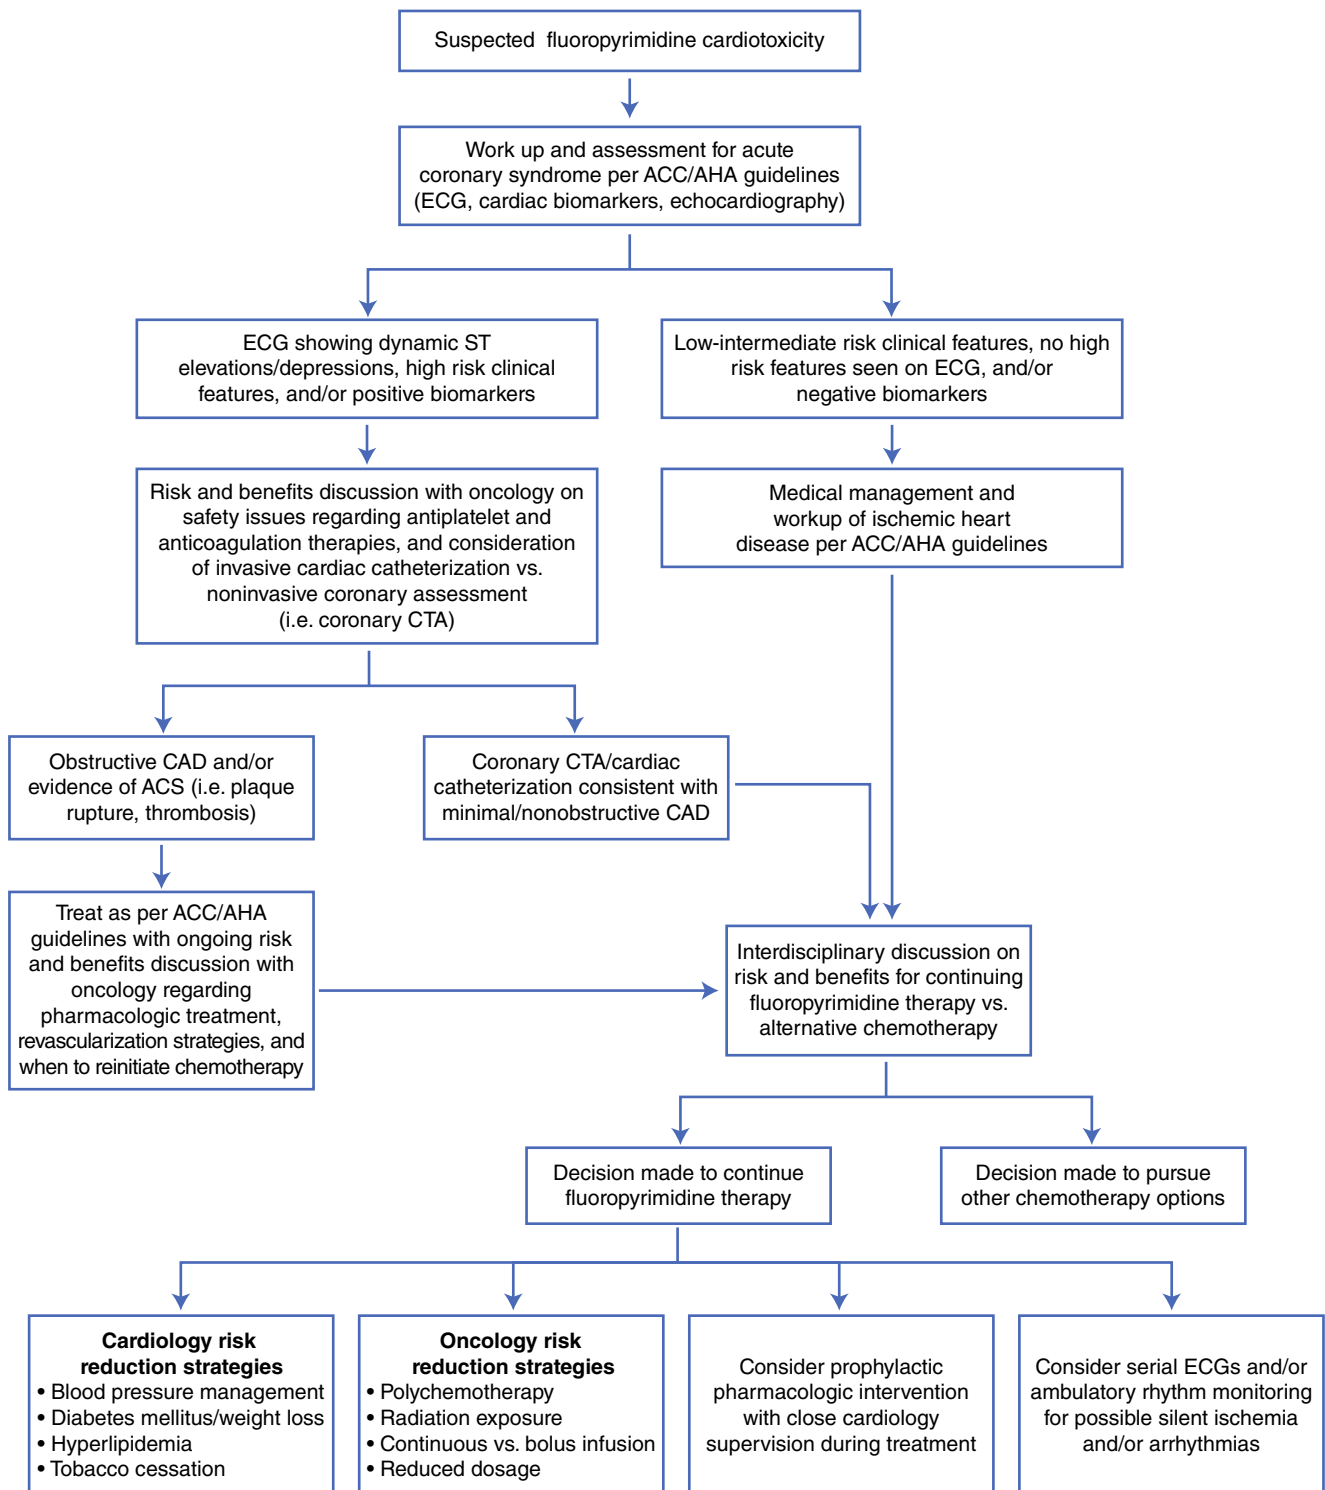 Suspected fluoropyrimidine cardiotoxicity
Work up and assessment for acute
coronary syndrome per ACC/AHA guidelines
(ECG, cardiac biomarkers, echocardiography)
ECG showing dynamic ST
elevations/depressions, high risk clinical
features, and/or positive biomarkers
Low-intermediate risk clinical features, no high
risk features seen on ECG, and/or
negative biomarkers
Risk and benefits discussion with oncology on
safety issues regarding antiplatelet and
anticoagulation therapies, and consideration
of invasive cardiac catheterization vs.
noninvasive coronary assessment
(i.e. coronary CTA)
Medical management and
workup of ischemic heart
disease per ACC/AHA guidelines
Obstructive CAD and/or
evidence of ACS (i.e. plaque
rupture, thrombosis)
Coronary CTA/cardiac
catheterization consistent with
minimal/nonobstructive CAD
Treat as per ACC/AHA
guidelines with ongoing risk
and benefits discussion with
oncology regarding
pharmacologic treatment,
revascularization strategies, and
when to reinitiate chemotherapy
Interdisciplinary discussion on
risk and benefits for continuing
fluoropyrimidine therapy vs.
alternative chemotherapy
Decision made to continue
fluoropyrimidine therapy
Decision made to pursue
other chemotherapy options
Cardiology risk
reduction strategies
• Blood pressure management
• Diabetes mellitus/weight loss
• Hyperlipidemia
• Tobacco cessation
Oncology risk
reduction strategies
• Polychemotherapy
• Radiation exposure
• Continuous vs. bolus infusion
• Reduced dosage
Consider prophylactic
pharmacologic intervention
with close cardiology
supervision during treatment
Consider serial ECGs and/or
ambulatory rhythm monitoring
for possible silent ischemia
and/or arrhythmias